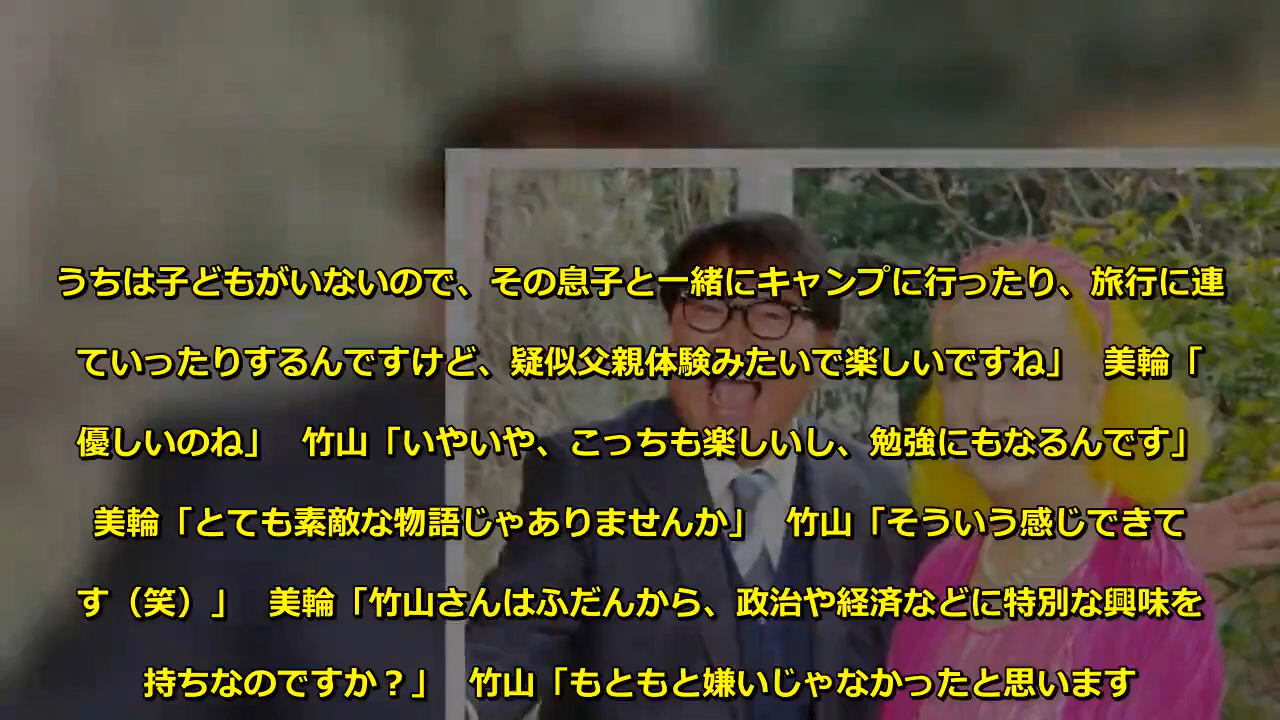 うちは子どもがいないので、その息子と一緒にキャンプに行ったり、旅行に連
ていったりするんですけど、疑似父親体験みたいで楽しいですね」　美輪「
優しいのね」　竹山「いやいや、こっちも楽しいし、勉強にもなるんです」
美輪「とても素敵な物語じゃありませんか」　竹山「そういう感じできて
す（笑）」　美輪「竹山さんはふだんから、政治や経済などに特別な興味を
持ちなのですか？」　竹山「もともと嫌いじゃなかったと思います